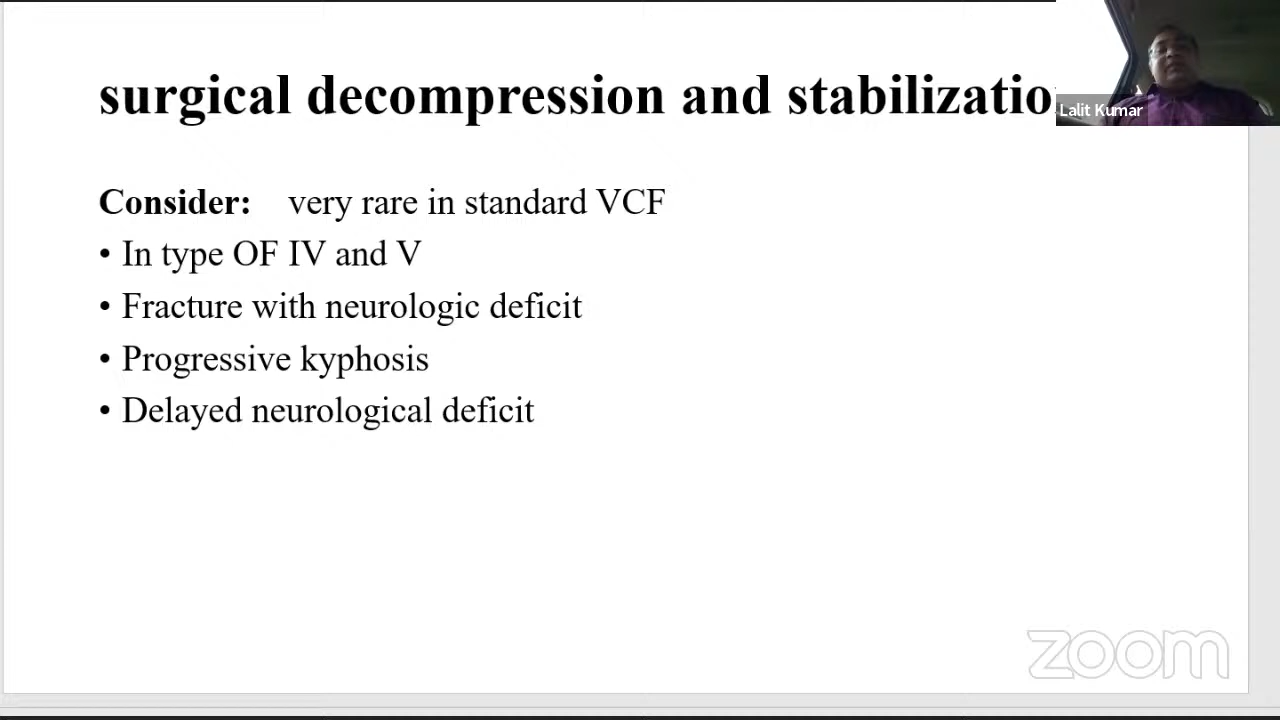 surgical decompression and stabilizatio
Lalit Kumar
Consider: very rare in standard VCF
• In type OF IV and V
• Fracture with neurologic deficit
• Progressive kyphosis
• Delayed neurological deficit
zoom